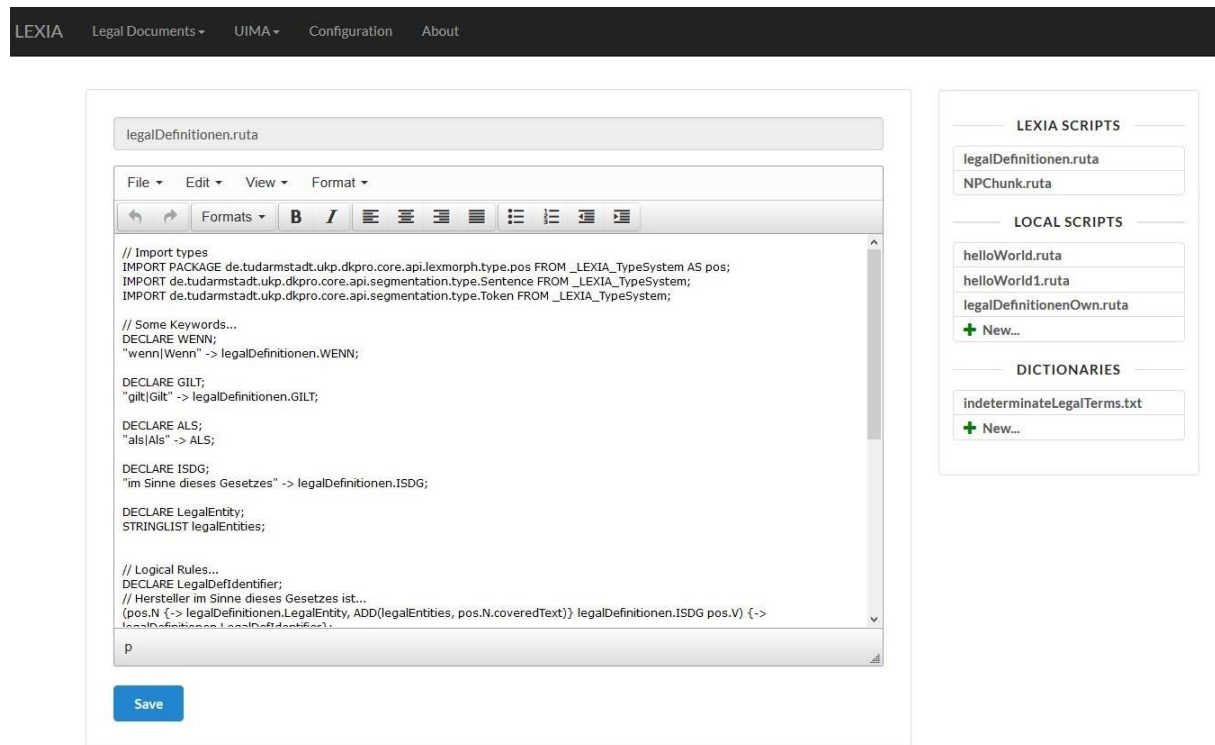 LEXIA Legal Documents UIMA Configuration About
legalDefinitionen.ruta
File Edit View Format
Formats B I
// Import types
IMPORT PACKAGE de.tudarmstadt.ukp.dkpro.core.api.lexmorph.type.pos FROM _LEXIA_TypeSystem AS pos;
IMPORT de.tudarmstadt.ukp.dkpro.core.api.segmentation.type.Sentence FROM _LEXIA_TypeSystem;
IMPORT de.tudarmstadt.ukp.dkpro.core.api.segmentation.type.Token FROM _LEXIA_TypeSystem;
// Some Keywords...
DECLARE WENN;
"wenn|Wenn" -> legalDefinitionen.WENN;
DECLARE GILT;
"gilt|Gilt" -> legalDefinitionen.GILT;
DECLARE ALS;
"als|Als" -> ALS;
DECLARE ISDG;
"im Sinne dieses Gesetzes" -> legalDefinitionen.ISDG;
DECLARE LegalEntity;
STRINGLIST legalEntities;
// Logical Rules...
DECLARE LegalDefIdentifier;
// Hersteller im Sinne dieses Gesetzes ist...
(pos.N {-> legalDefinitionen.LegalEntity, ADD(legalEntities, pos.N.coveredText)} legalDefinitionen.ISDG pos.V) {->
legalDefinitionen.LegalDefIdentifier};
p
Save
LEXIA SCRIPTS
legalDefinitionen.ruta
NPChunk.ruta
LOCAL SCRIPTS
helloWorld.ruta
helloWorld1.ruta
legalDefinitionenOwn.ruta
New...
DICTIONARIES
indeterminateLegalTerms.txt
New...